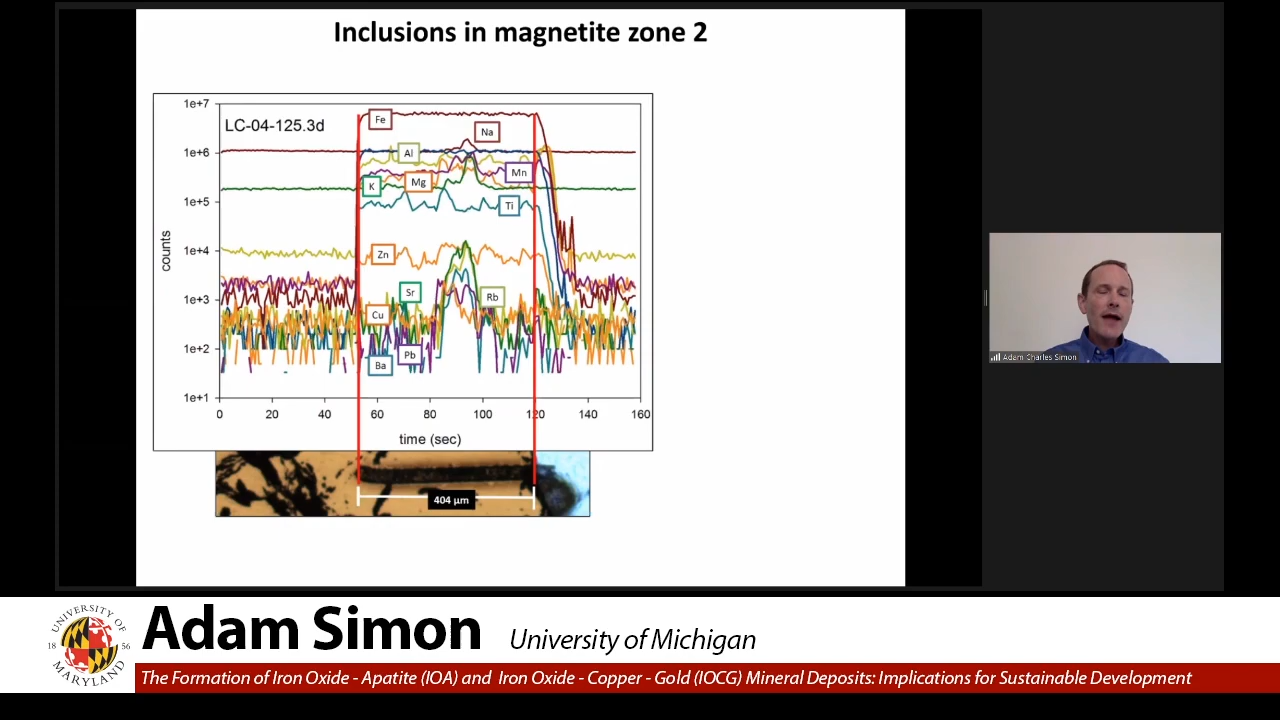 Inclusions in magnetite zone 2
LC-04-125.3d
1e+7
1e+6
1e+5
1e+4
1e+3
1e+2
1e+1
counts
Fe
Na
Al
Mn
K
Mg
Ti
Zn
Sr
Rb
Cu
Pb
Ba
0 20 40 60 80 100 120 140 160
time (sec)
404 µm
Adam Charles Simon
UNIVERSITY OF
18 56
MARYLAND
Adam Simon University of Michigan
The Formation of Iron Oxide - Apatite (IOA) and Iron Oxide - Copper - Gold (IOCG) Mineral Deposits: Implications for Sustainable Development